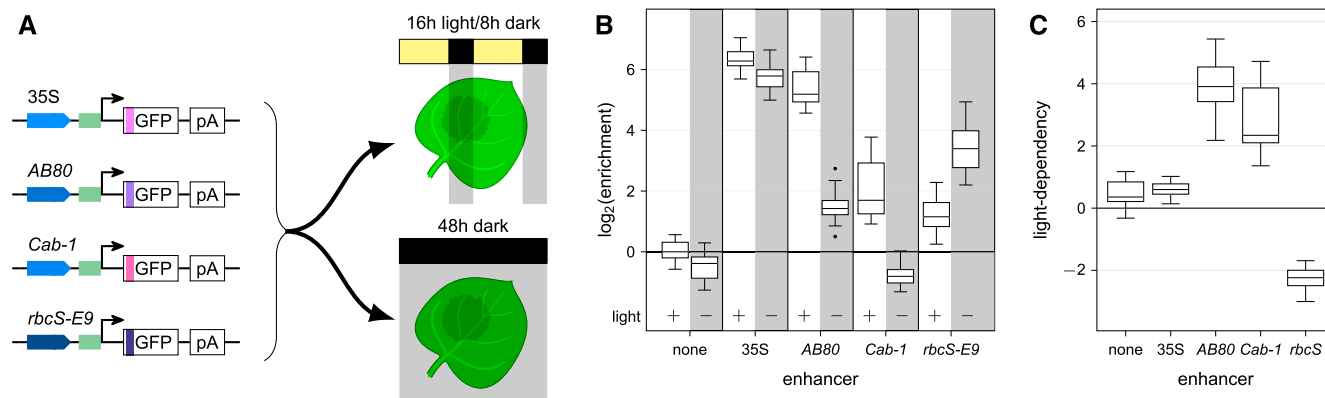 A
35S
GFP
pA
AB80
GFP
pA
Cab-1
GFP
pA
rbcS-E9
GFP
pA
16h light/8h dark
48h dark
B
log2(enrichment)
6
4
2
0
light + − + − + − + − + −
none 35S AB80 Cab-1 rbcS-E9
enhancer
C
light-dependency
6
4
2
0
−2
none 35S AB80 Cab-1 rbcS
enhancer